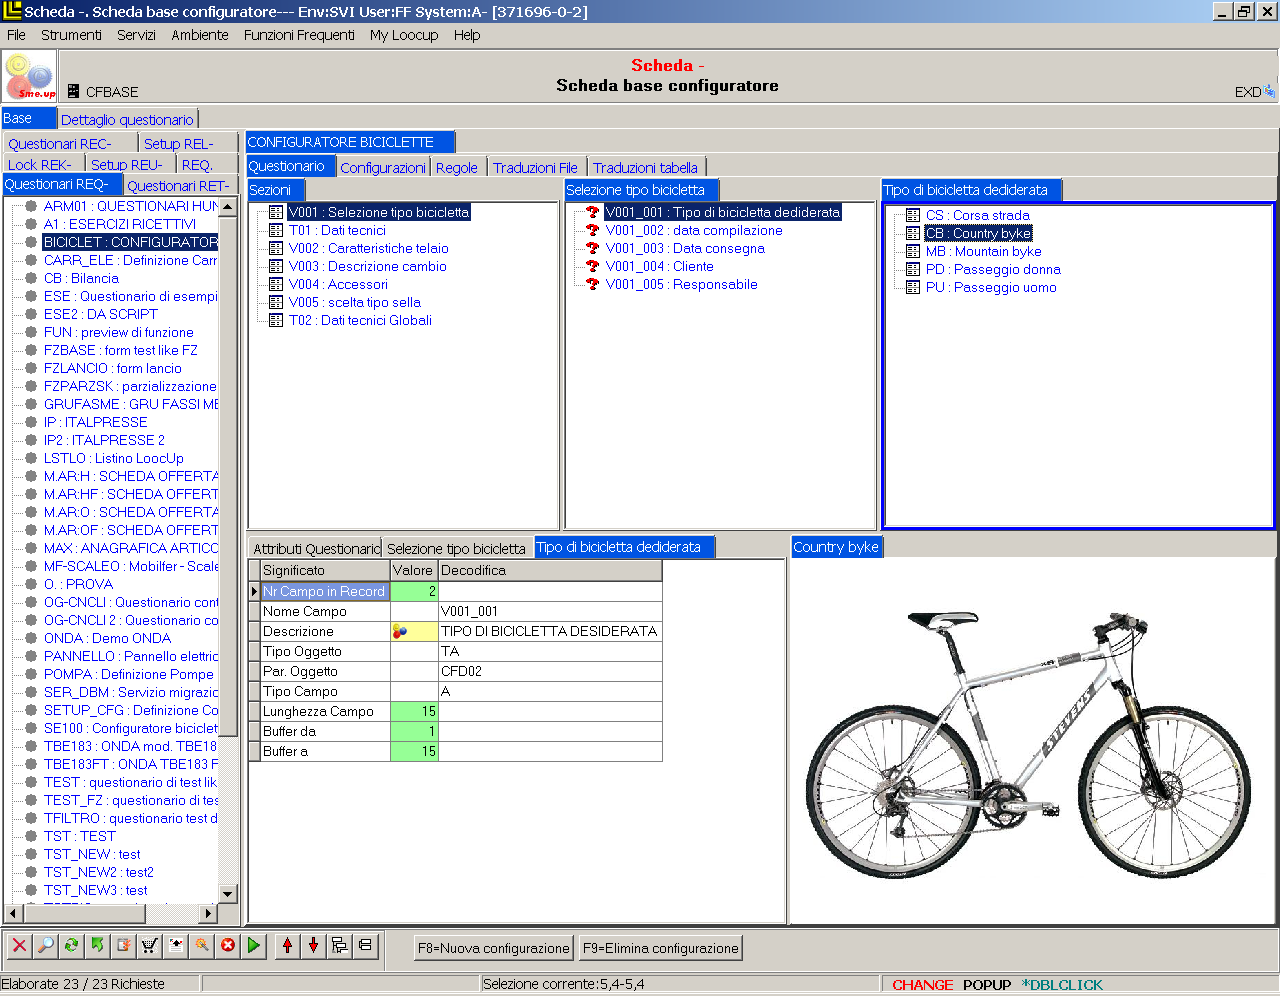 Scheda -. Scheda base configuratore--- Env:SVI User:FF System:A- [371696-0-2]
File Strumenti Servizi Ambiente Funzioni Frequenti My Loocup Help
Sme.up
CFBASE
Scheda -
Scheda base configuratore
EXD
Base Dettaglio questionario
Questionari REC- Setup REL-
Lock REK- Setup REU- REQ.
Questionari REQ- Questionari RET-
ARM01 : QUESTIONARI HUN
A1 : ESERCIZI RICETTIVI
BICICLET : CONFIGURATOR
CARR_ELE : Definizione Carr
CB : Bilancia
ESE : Questionario di esempi
ESE2 : DA SCRIPT
FUN : preview di funzione
FZBASE : form test like FZ
FZLANCIO : form lancio
FZPARZSK : parzializzazione
GRUFASME : GRU FASSI ME
IP : ITALPRESSE
IP2 : ITALPRESSE 2
LSTLO : Listino LoocUp
M.AR:H : SCHEDA OFFERTA
M.AR:HF : SCHEDA OFFERT
M.AR:O : SCHEDA OFFERTA
M.AR:OF : SCHEDA OFFERT
MAX : ANAGRAFICA ARTICO
MF-SCALEO : Mobilfer - Scale
O. : PROVA
OG-CNCLI : Questionario cont
OG-CNCLI 2 : Questionario co
ONDA : Demo ONDA
PANNELLO : Pannello elettric
POMPA : Definizione Pompe
SER_DBM : Servizio migrazio
SETUP_CFG : Definizione Co
SE100 : Configuratore biciclet
TBE183 : ONDA mod. TBE18
TBE183FT : ONDA TBE183 F
TEST : questionario di test lik
TEST_FZ : questionario di tes
TFILTRO : questionario test d
TST : TEST
TST_NEW : test
TST_NEW2 : test2
TST_NEW3 : test
CONFIGURATORE BICICLETTE
Questionario Configurazioni Regole Traduzioni File Traduzioni tabella
Sezioni
V001 : Selezione tipo bicicletta
T01 : Dati tecnici
V002 : Caratteristiche telaio
V003 : Descrizione cambio
V004 : Accessori
V005 : scelta tipo sella
T02 : Dati tecnici Globali
Selezione tipo bicicletta
V001_001 : Tipo di bicicletta dediderata
V001_002 : data compilazione
V001_003 : Data consegna
V001_004 : Cliente
V001_005 : Responsabile
Tipo di bicicletta dediderata
CS : Corsa strada
CB : Country byke
MB : Mountain byke
PD : Passeggio donna
PU : Passeggio uomo
Attributi Questionario Selezione tipo bicicletta Tipo di bicicletta dediderata
Significato Valore Decodifica
Nr Campo in Record 2
Nome Campo V001_001
Descrizione TIPO DI BICICLETTA DESIDERATA
Tipo Oggetto TA
Par. Oggetto CFD02
Tipo Campo A
Lunghezza Campo 15
Buffer da 1
Buffer a 15
Country byke
STEVENS
F8=Nuova configurazione F9=Elimina configurazione
Elaborate 23 / 23 Richieste Selezione corrente:5,4-5,4 CHANGE POPUP *DBLCLICK